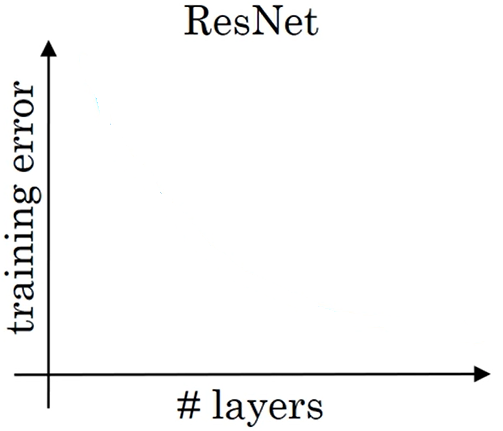 ResNet
training error
# layers